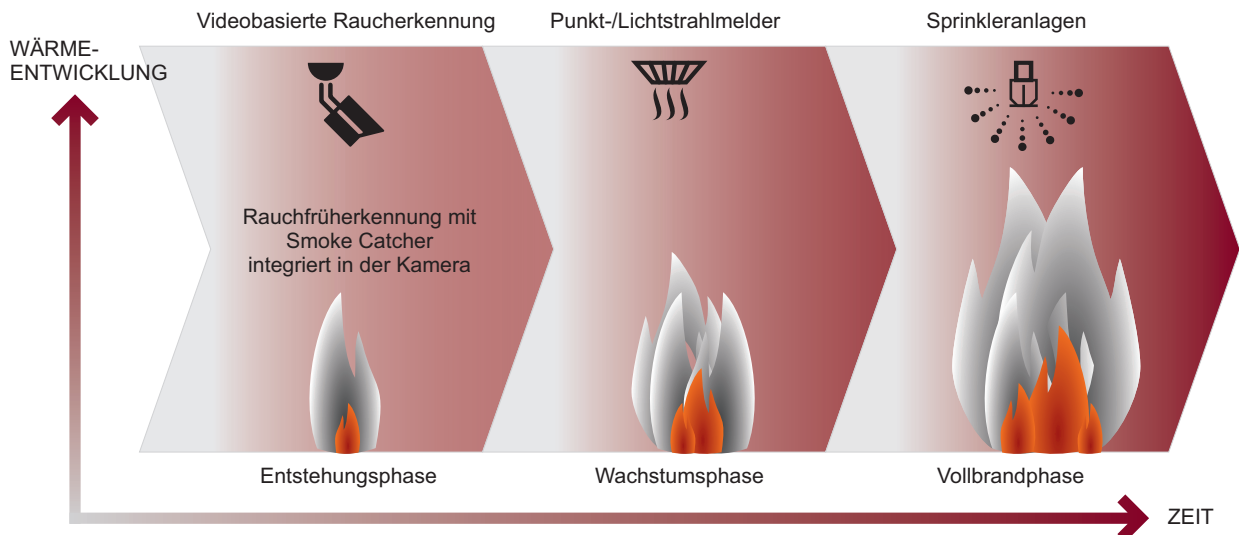 Videobasierte Raucherkennung
Punkt-/Lichtstrahlmelder
Sprinkleranlagen
WÄRME-
ENTWICKLUNG
Rauchfrüherkennung mit
Smoke Catcher
integriert in der Kamera
Entstehungsphase
Wachstumsphase
Vollbrandphase
ZEIT